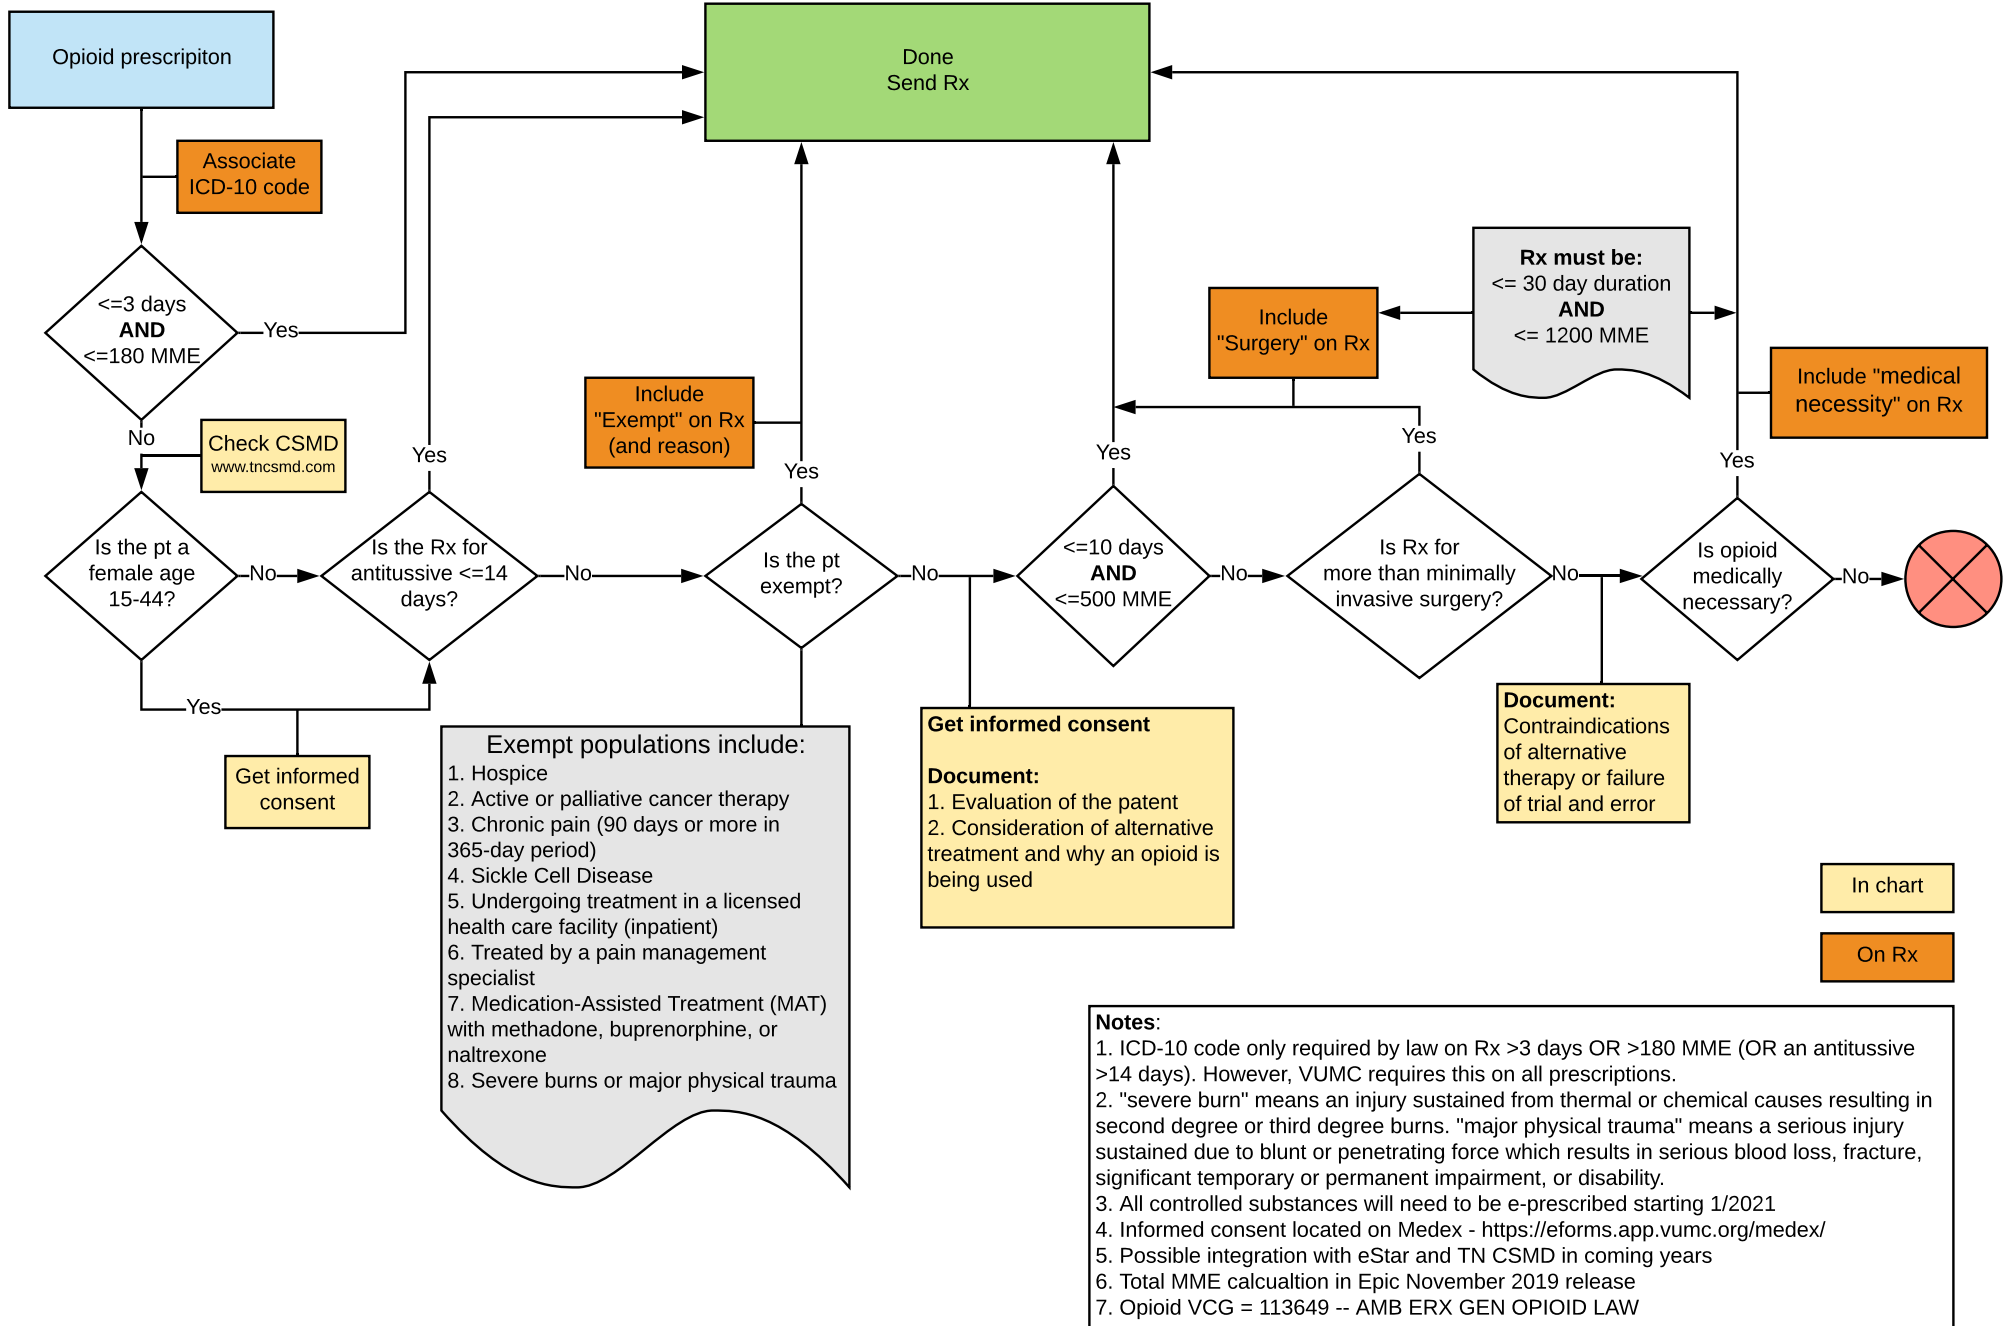 Opioid prescripiton
Done
Send Rx
Associate
ICD-10 code
<=3 days
AND
<=180 MME
Yes
No
Check CSMD
www.tncsmd.com
Is the pt a
female age
15-44?
No
Yes
Get informed
consent
Is the Rx for
antitussive <=14
days?
Yes
No
Include
"Exempt" on Rx
(and reason)
Yes
Is the pt
exempt?
No
Exempt populations include:
1. Hospice
2. Active or palliative cancer therapy
3. Chronic pain (90 days or more in
365-day period)
4. Sickle Cell Disease
5. Undergoing treatment in a licensed
health care facility (inpatient)
6. Treated by a pain management
specialist
7. Medication-Assisted Treatment (MAT)
with methadone, buprenorphine, or
naltrexone
8. Severe burns or major physical trauma
Get informed consent
Document:
1. Evaluation of the patent
2. Consideration of alternative
treatment and why an opioid is
being used
Yes
<=10 days
AND
<=500 MME
No
Include
"Surgery" on Rx
Rx must be:
<= 30 day duration
AND
<= 1200 MME
Yes
Is Rx for
more than minimally
invasive surgery?
No
Document:
Contraindications
of alternative
therapy or failure
of trial and error
Include "medical
necessity" on Rx
Yes
Is opioid
medically
necessary?
No
In chart
On Rx
Notes:
1. ICD-10 code only required by law on Rx >3 days OR >180 MME (OR an antitussive
>14 days). However, VUMC requires this on all prescriptions.
2. "severe burn" means an injury sustained from thermal or chemical causes resulting in
second degree or third degree burns. "major physical trauma" means a serious injury
sustained due to blunt or penetrating force which results in serious blood loss, fracture,
significant temporary or permanent impairment, or disability.
3. All controlled substances will need to be e-prescribed starting 1/2021
4. Informed consent located on Medex - https://eforms.app.vumc.org/medex/
5. Possible integration with eStar and TN CSMD in coming years
6. Total MME calcualtion in Epic November 2019 release
7. Opioid VCG = 113649 -- AMB ERX GEN OPIOID LAW